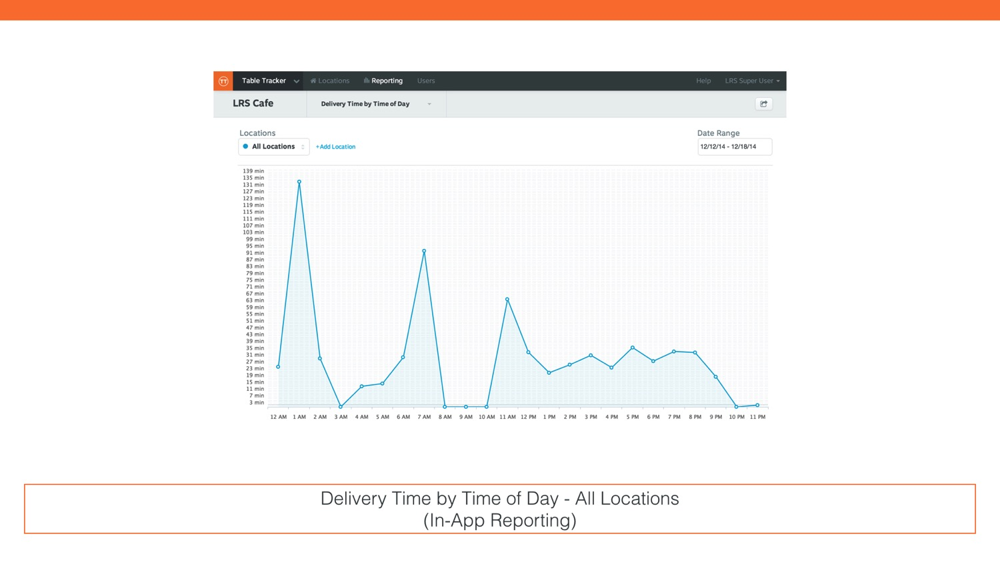 TT Table Tracker Locations Reporting Users Help LRS Super User
LRS Cafe Delivery Time by Time of Day
Locations Date Range
All Locations +Add Location 12/12/14 - 12/18/14
139 min
135 min
131 min
127 min
123 min
119 min
115 min
111 min
107 min
103 min
99 min
95 min
91 min
87 min
83 min
79 min
75 min
71 min
67 min
63 min
59 min
55 min
51 min
47 min
43 min
39 min
35 min
31 min
27 min
23 min
19 min
15 min
11 min
7 min
3 min
12 AM 1 AM 2 AM 3 AM 4 AM 5 AM 6 AM 7 AM 8 AM 9 AM 10 AM 11 AM 12 PM 1 PM 2 PM 3 PM 4 PM 5 PM 6 PM 7 PM 8 PM 9 PM 10 PM 11 PM
Delivery Time by Time of Day - All Locations
(In-App Reporting)